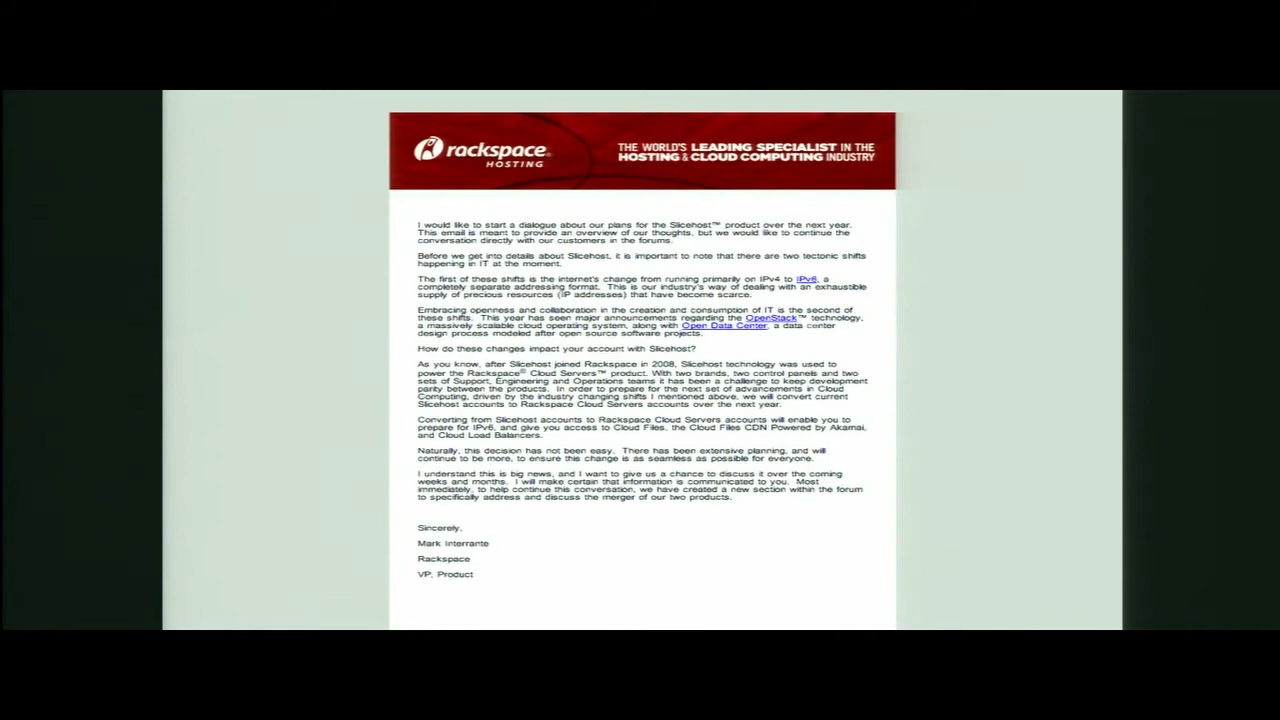 rackspace®
HOSTING
THE WORLD'S LEADING SPECIALIST IN THE
HOSTING & CLOUD COMPUTING INDUSTRY
I would like to start a dialogue about our plans for the Slicehost™ product over the next year.
This email is meant to provide an overview of our thoughts, but we would like to continue the
conversation directly with our customers in the forums.
Before we get into details about Slicehost, it is important to note that there are two tectonic shifts
happening in IT at the moment.
The first of these shifts is the internet's change from running primarily on IPv4 to IPv6, a
completely separate addressing format. This is our industry's way of dealing with an exhaustible
supply of precious resources (IP addresses) that have become scarce.
Embracing openness and collaboration in the creation and consumption of IT is the second of
these shifts. This year has seen major announcements regarding the OpenStack™ technology,
a massively scalable cloud operating system, along with Open Data Center, a data center
design process modeled after open source software projects.
How do these changes impact your account with Slicehost?
As you know, after Slicehost joined Rackspace in 2008, Slicehost technology was used to
power the Rackspace® Cloud Servers™ product. With two brands, two control panels and two
sets of Support, Engineering and Operations teams it has been a challenge to keep development
parity between the products. In order to prepare for the next set of advancements in Cloud
Computing, driven by the industry changing shifts I mentioned above, we will convert current
Slicehost accounts to Rackspace Cloud Servers accounts over the next year.
Converting from Slicehost accounts to Rackspace Cloud Servers accounts will enable you to
prepare for IPv6, and give you access to Cloud Files, the Cloud Files CDN Powered by Akamai,
and Cloud Load Balancers.
Naturally, this decision has not been easy. There has been extensive planning, and will
continue to be more, to ensure this change is as seamless as possible for everyone.
I understand this is big news, and I want to give us a chance to discuss it over the coming
weeks and months. I will make certain that information is communicated to you. Most
immediately, to help continue this conversation, we have created a new section within the forum
to specifically address and discuss the merger of our two products.
Sincerely,
Mark Interrante
Rackspace
VP, Product